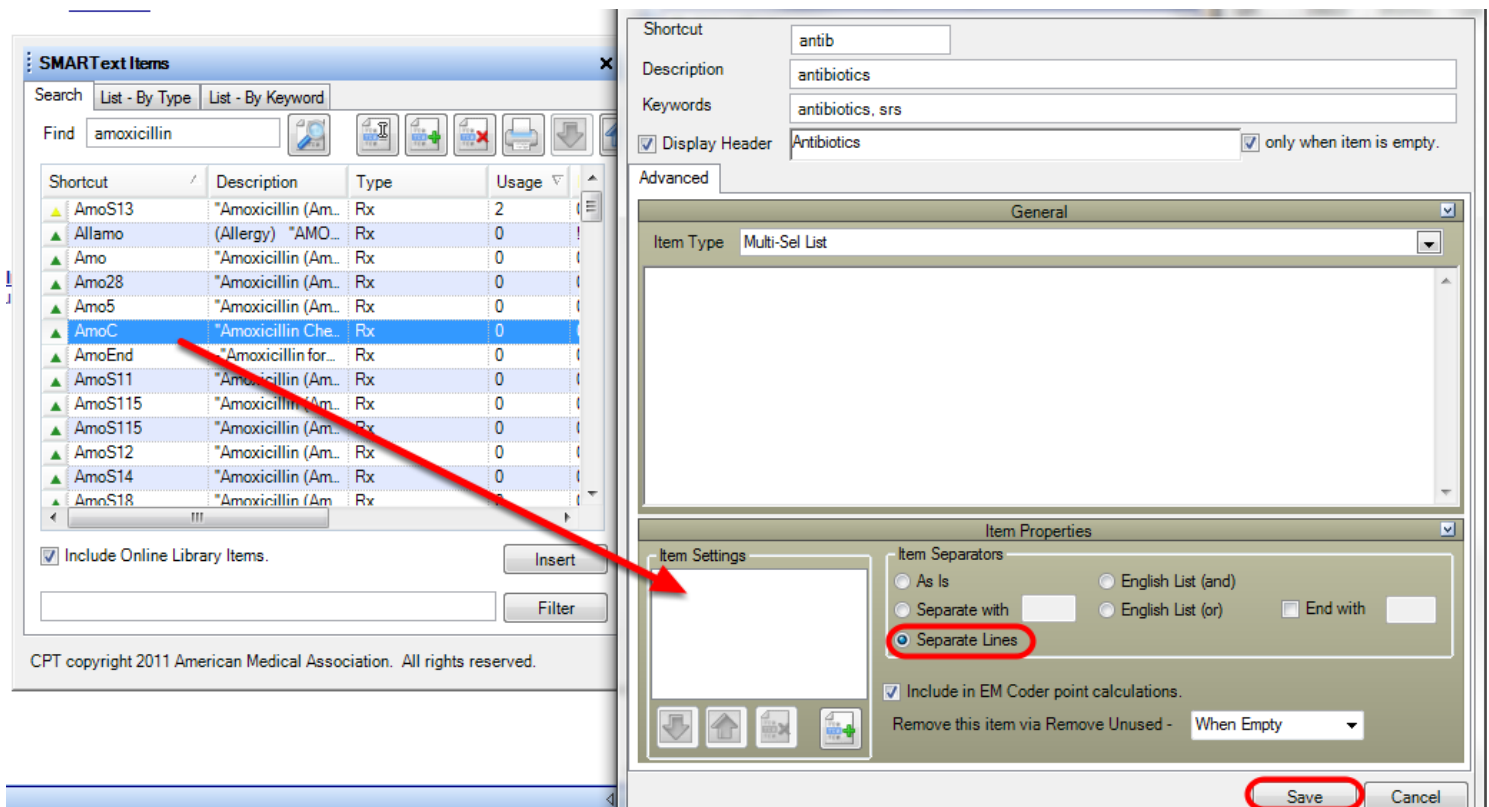 SMARText Items
Search List - By Type List - By Keyword
Find amoxicillin
Shortcut Description Type Usage
AmoS13 "Amoxicillin (Am... Rx 2
Allamo (Allergy) "AMO... Rx 0
Amo "Amoxicillin (Am... Rx 0
Amo28 "Amoxicillin (Am... Rx 0
Amo5 "Amoxicillin (Am... Rx 0
AmoC "Amoxicillin Che... Rx 0
AmoEnd -"Amoxicillin for... Rx 0
AmoS11 "Amoxicillin (Am... Rx 0
AmoS115 "Amoxicillin (Am... Rx 0
AmoS115 "Amoxicillin (Am... Rx 0
AmoS12 "Amoxicillin (Am... Rx 0
AmoS14 "Amoxicillin (Am... Rx 0
AmoS18 "Amoxicillin (Am Rx
Include Online Library Items. Insert
Filter
CPT copyright 2011 American Medical Association. All rights reserved.
Shortcut antib
Description antibiotics
Keywords antibiotics, srs
Display Header Antibiotics only when item is empty.
Advanced
General
Item Type Multi-Sel List
Item Properties
Item Settings
Item Separators
As Is English List (and)
Separate with English List (or) End with
Separate Lines
Include in EM Coder point calculations.
Remove this item via Remove Unused - When Empty
Save Cancel